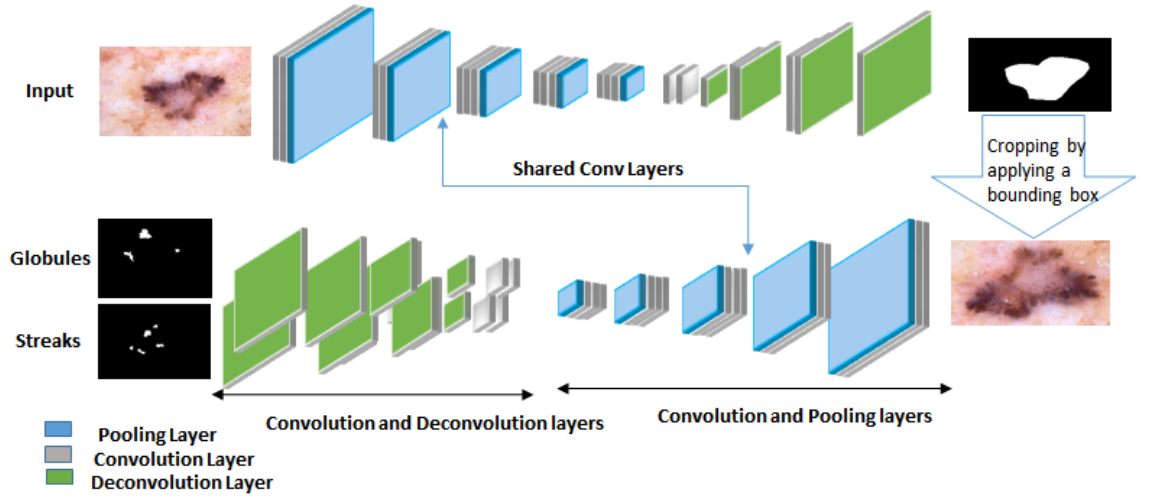 Input
Cropping by
applying a
bounding box
Shared Conv Layers
Globules
Streaks
Convolution and Deconvolution layers
Convolution and Pooling layers
Pooling Layer
Convolution Layer
Deconvolution Layer